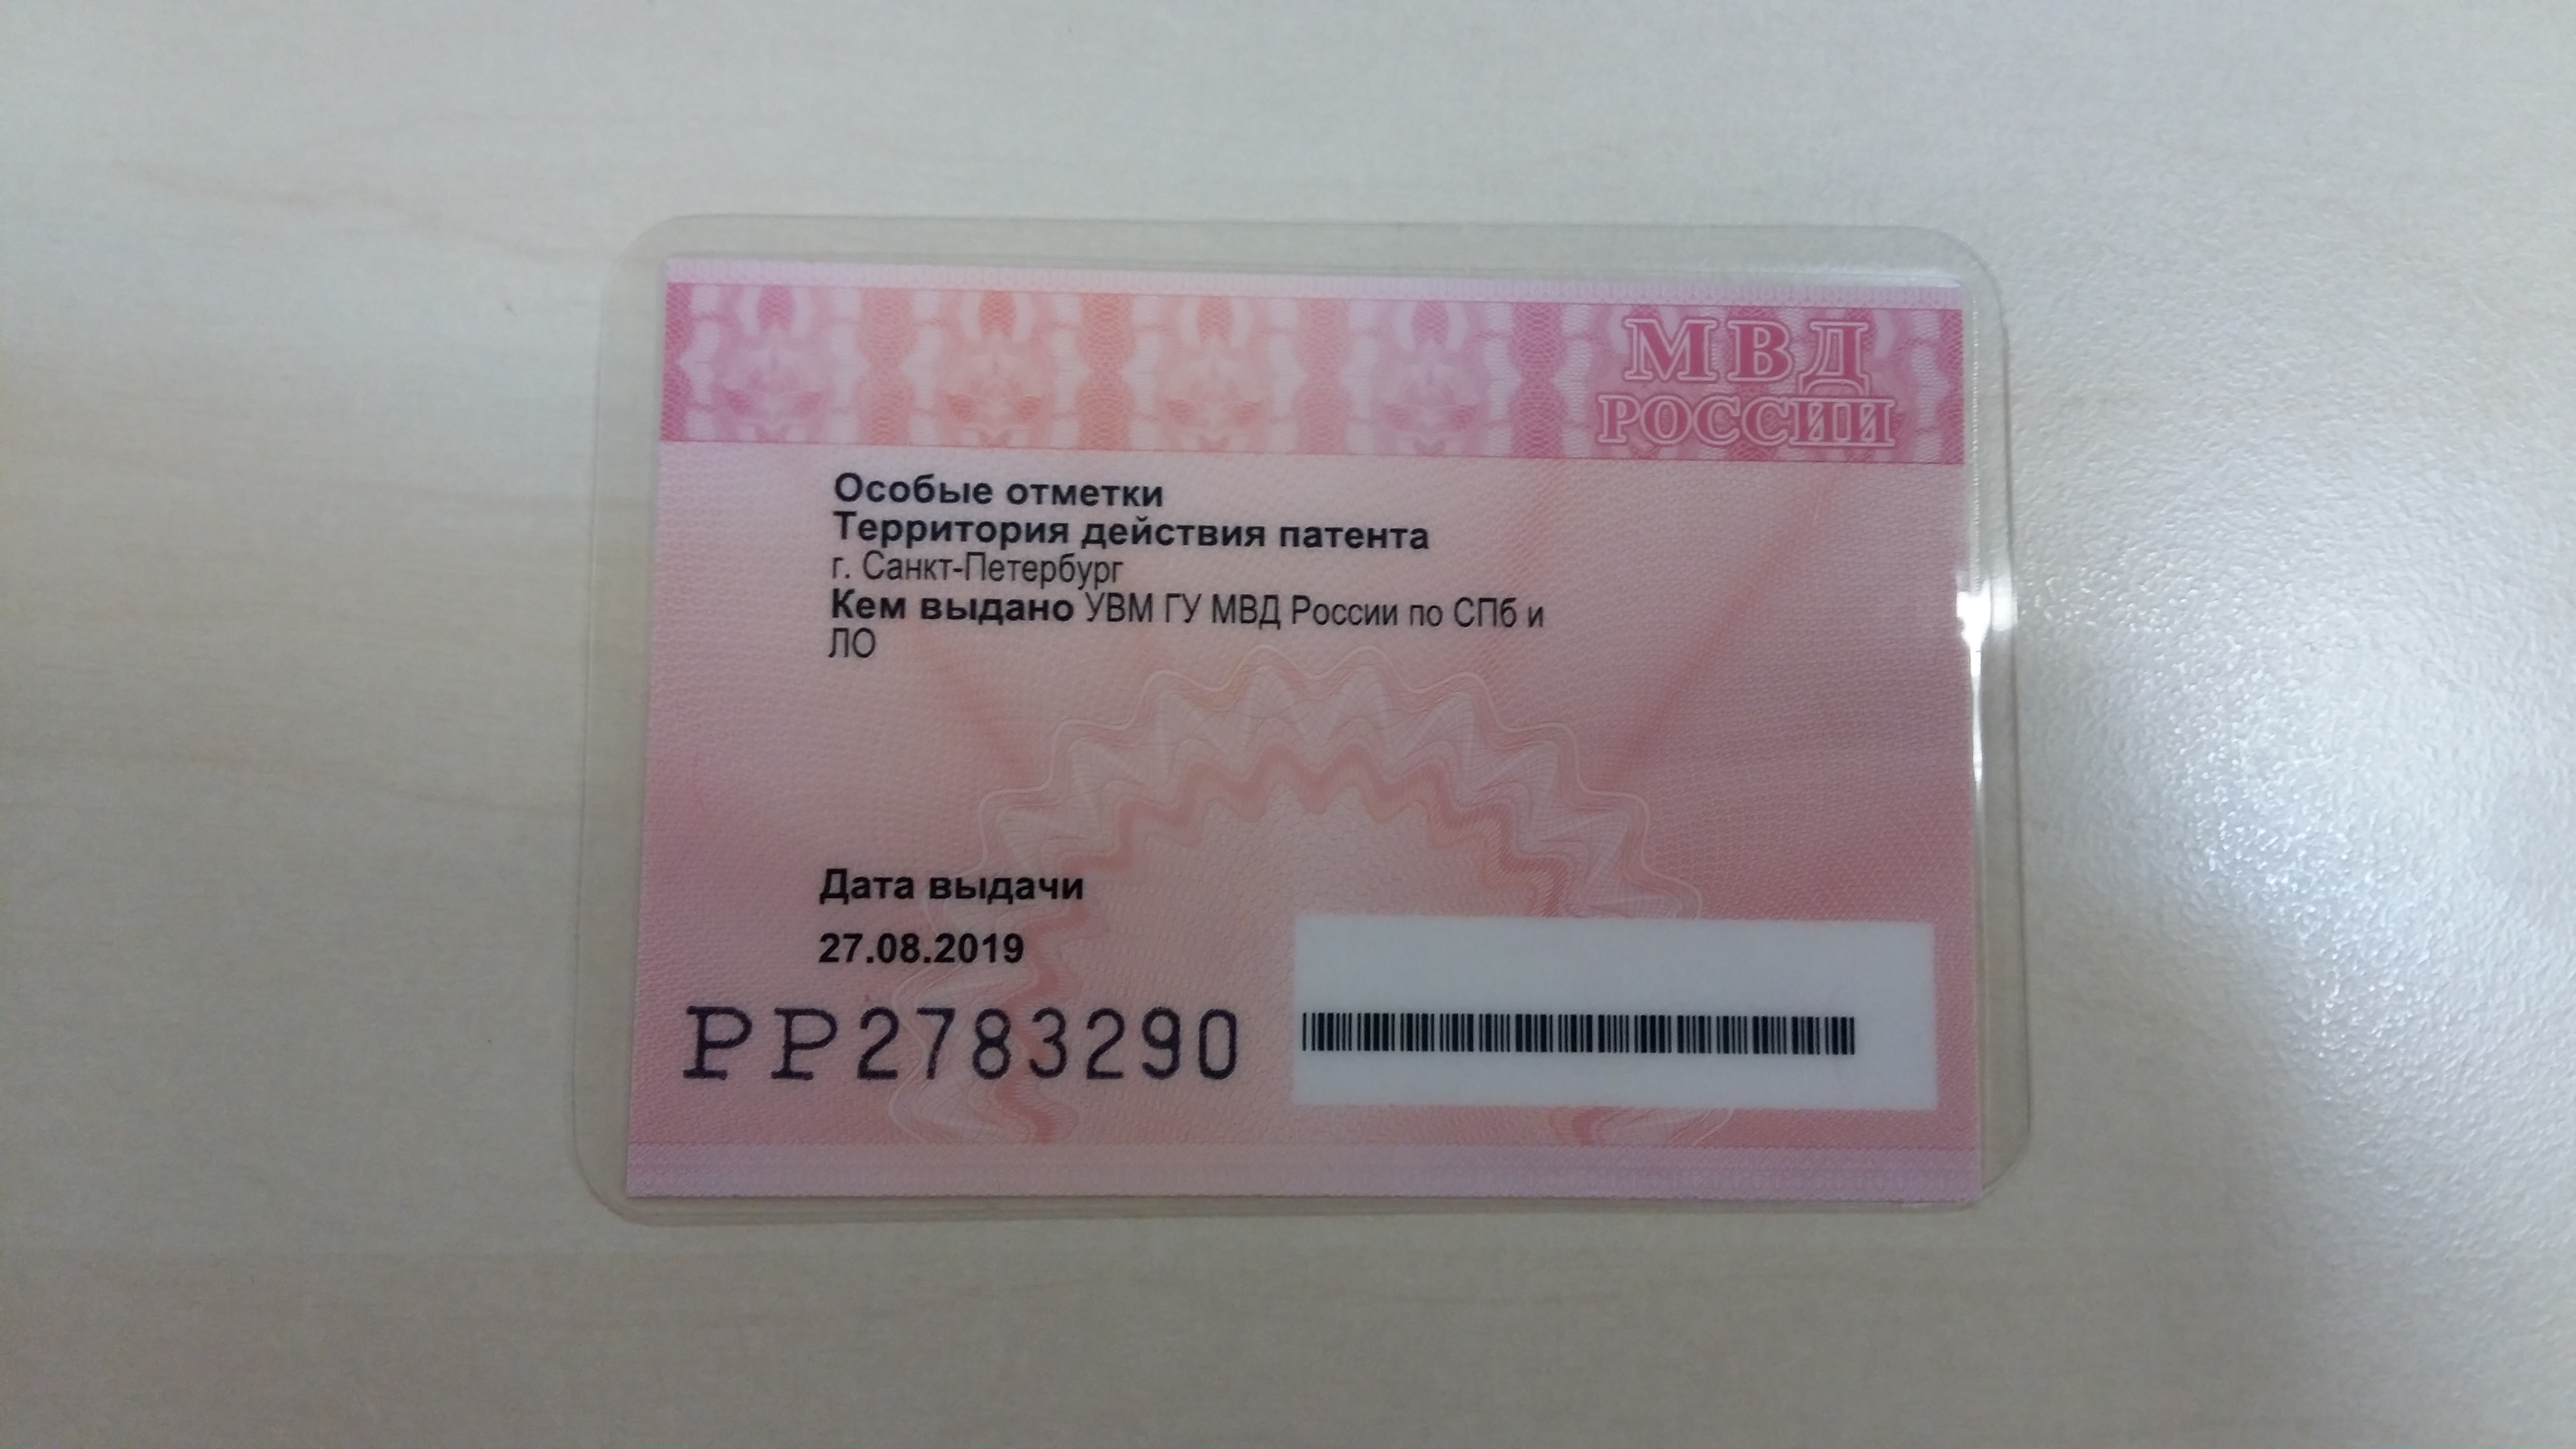 МВД
РОССИИ
Особые отметки
Территория действия патента
г. Санкт-Петербург
Кем выдано УВМ ГУ МВД России по СПб и
ЛО
Дата выдачи
27.08.2019
РР2783290